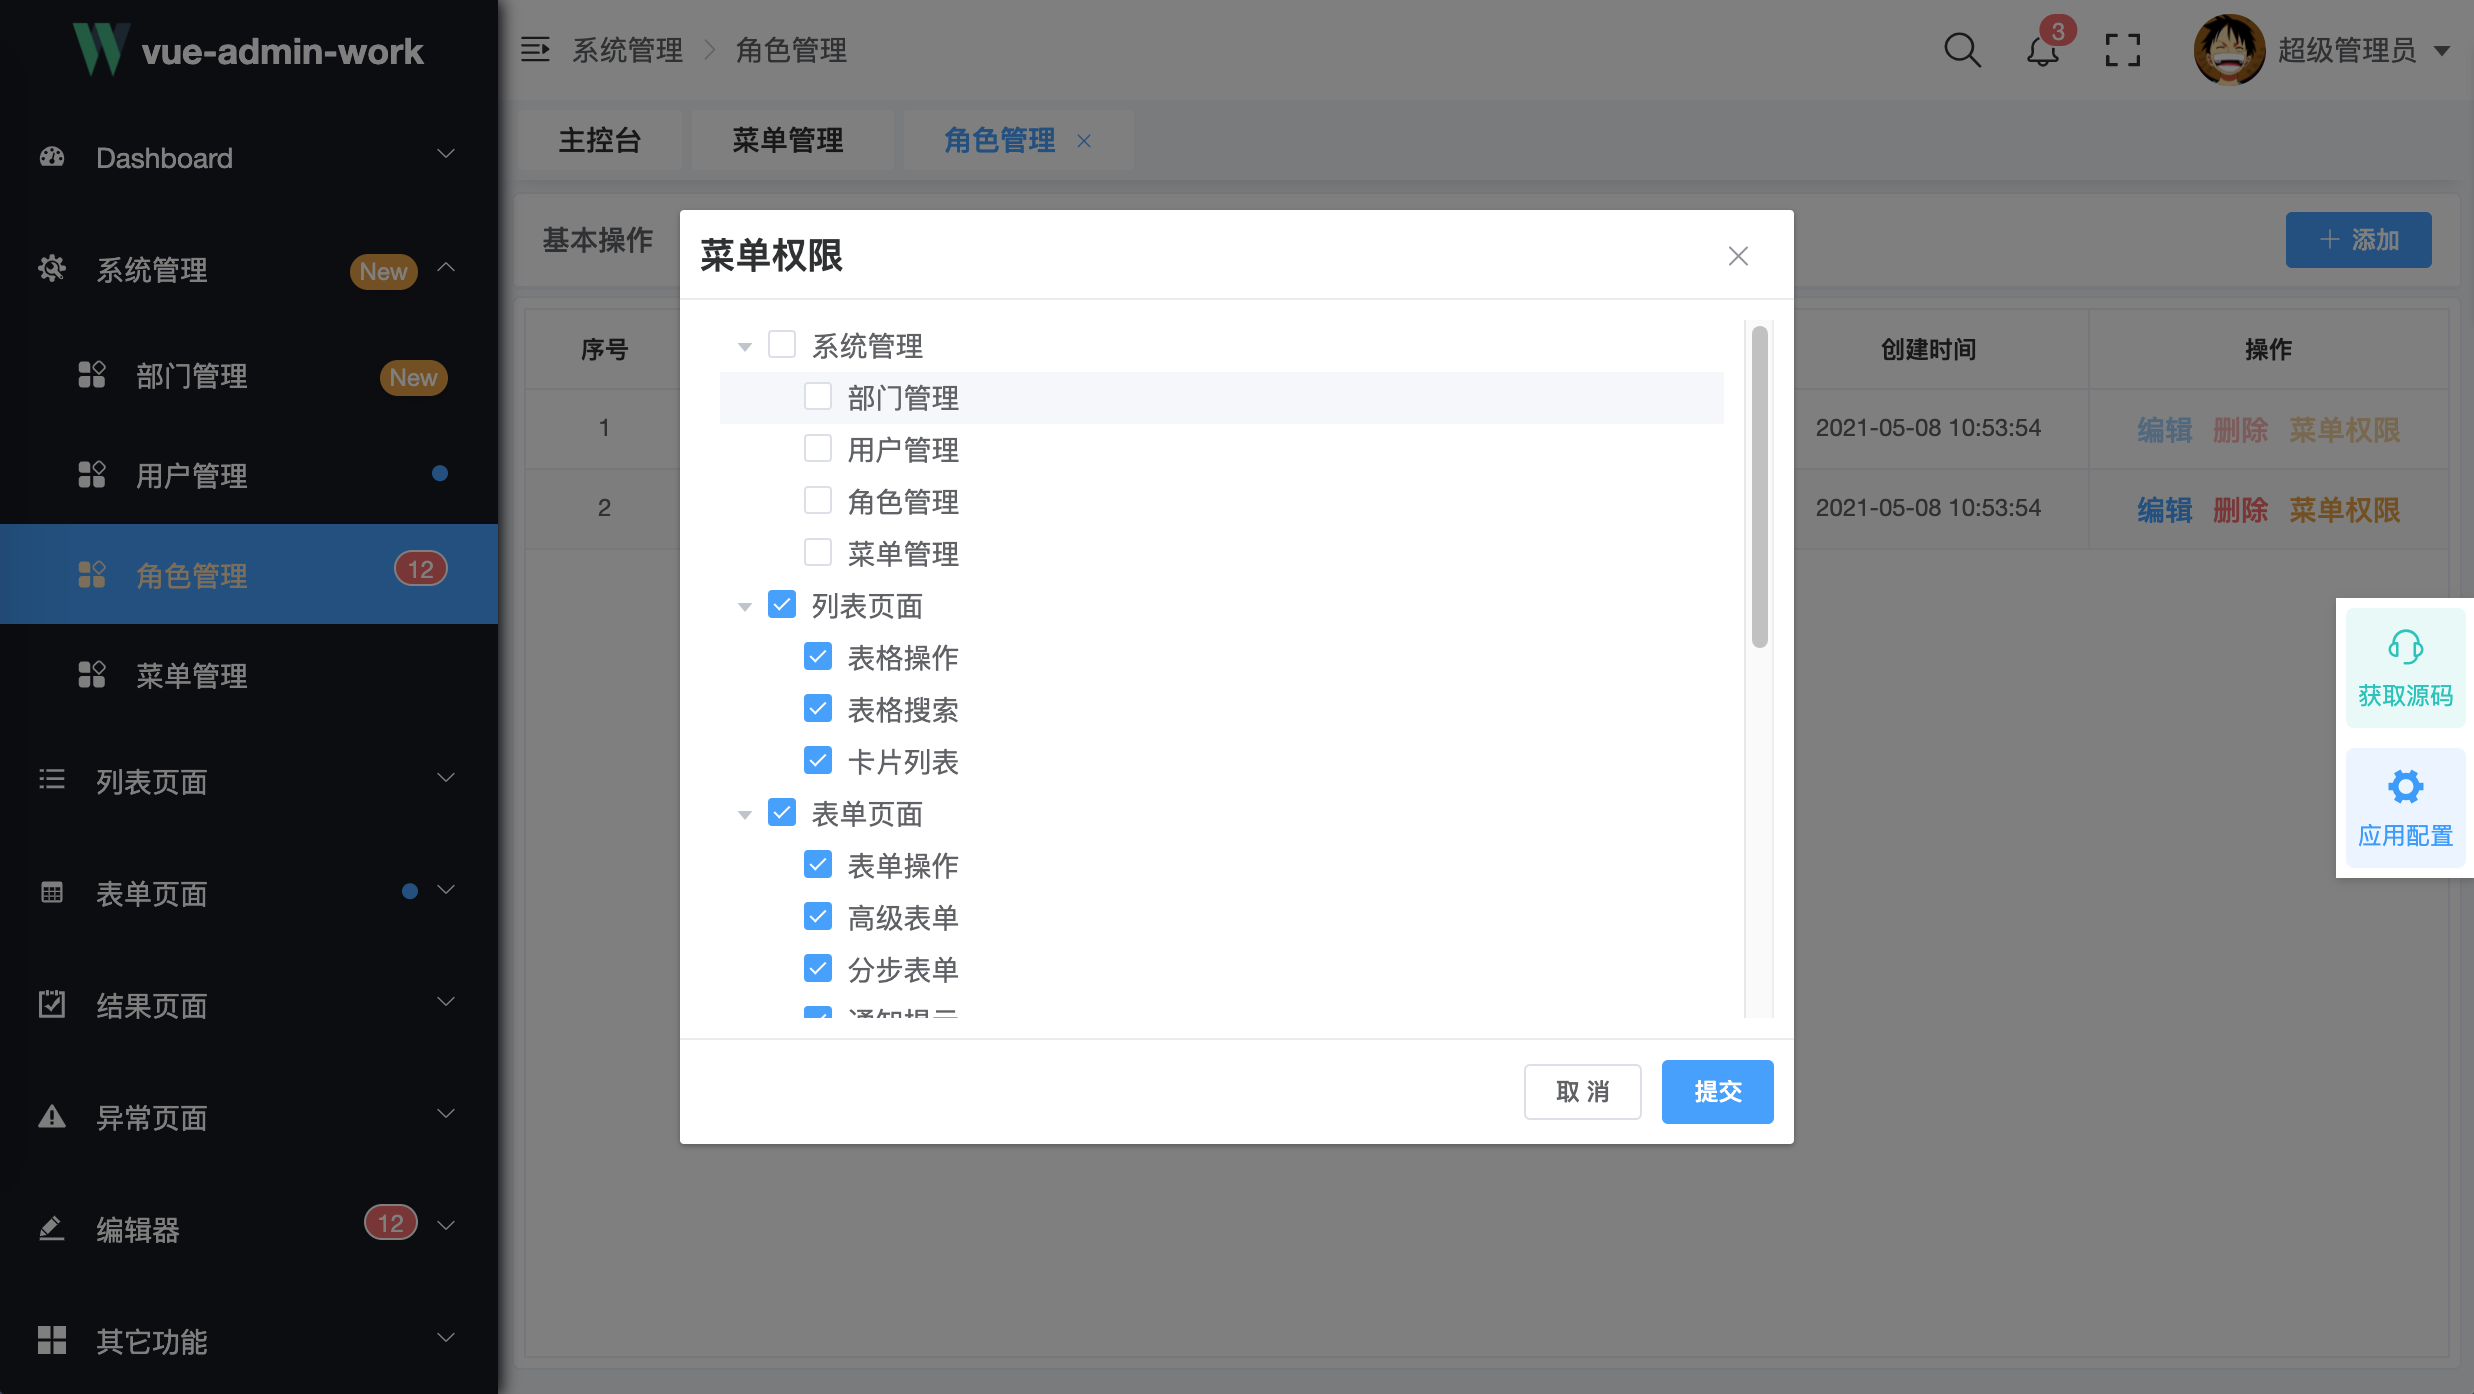 vue-admin-work
Dashboard
系统管理 New
部门管理 New
用户管理
角色管理 12
菜单管理
列表页面
表单页面
结果页面
异常页面
编辑器 12
其它功能
系统管理 角色管理
3
超级管理员
主控台 菜单管理 角色管理
基本操作
添加
序号 创建时间 操作
1 2021-05-08 10:53:54 编辑 删除 菜单权限
2 2021-05-08 10:53:54 编辑 删除 菜单权限
菜单权限
系统管理
部门管理
用户管理
角色管理
菜单管理
列表页面
表格操作
表格搜索
卡片列表
表单页面
表单操作
高级表单
分步表单
通知提示
取 消 提交
获取源码
应用配置